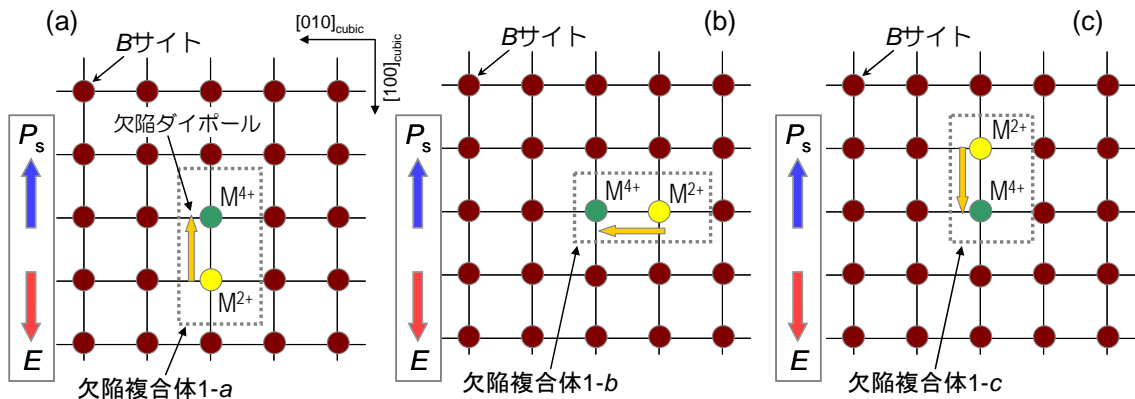 (a)
[010]cubic
[100]cubic
Bサイト
欠陥ダイポール
Ps
M4+
M2+
E
欠陥複合体1-a
(b)
Bサイト
Ps
M4+
M2+
E
欠陥複合体1-b
(c)
Bサイト
Ps
M2+
M4+
E
欠陥複合体1-c